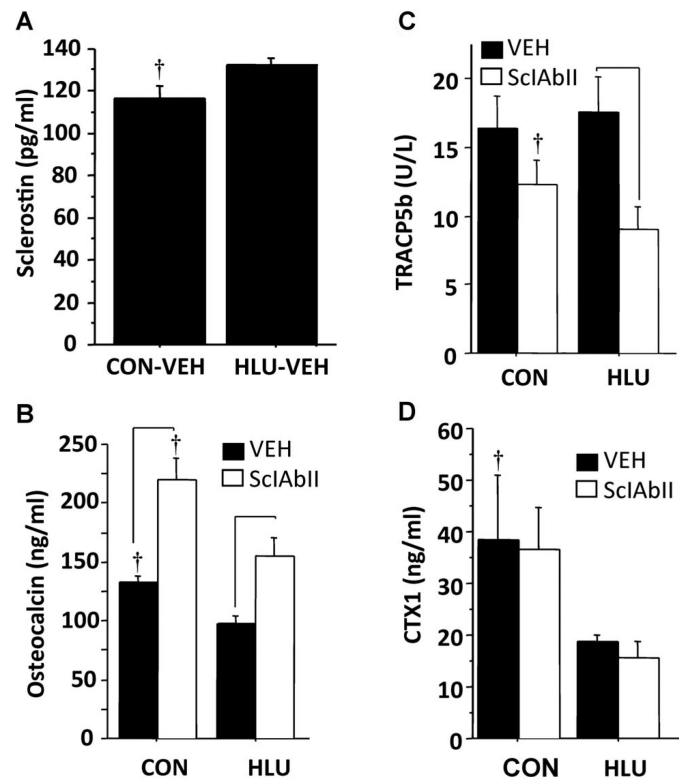 A
Sclerostin (pg/ml)
140
120
100
80
60
40
20
0
†
CON-VEH HLU-VEH
B
Osteocalcin (ng/ml)
250
200
150
100
50
0
†
†
VEH
SclAbII
CON HLU
C
TRACP5b (U/L)
20
15
10
5
0
VEH
SclAbII
†
CON HLU
D
CTX1 (ng/ml)
60
50
40
30
20
10
0
†
VEH
SclAbII
CON HLU